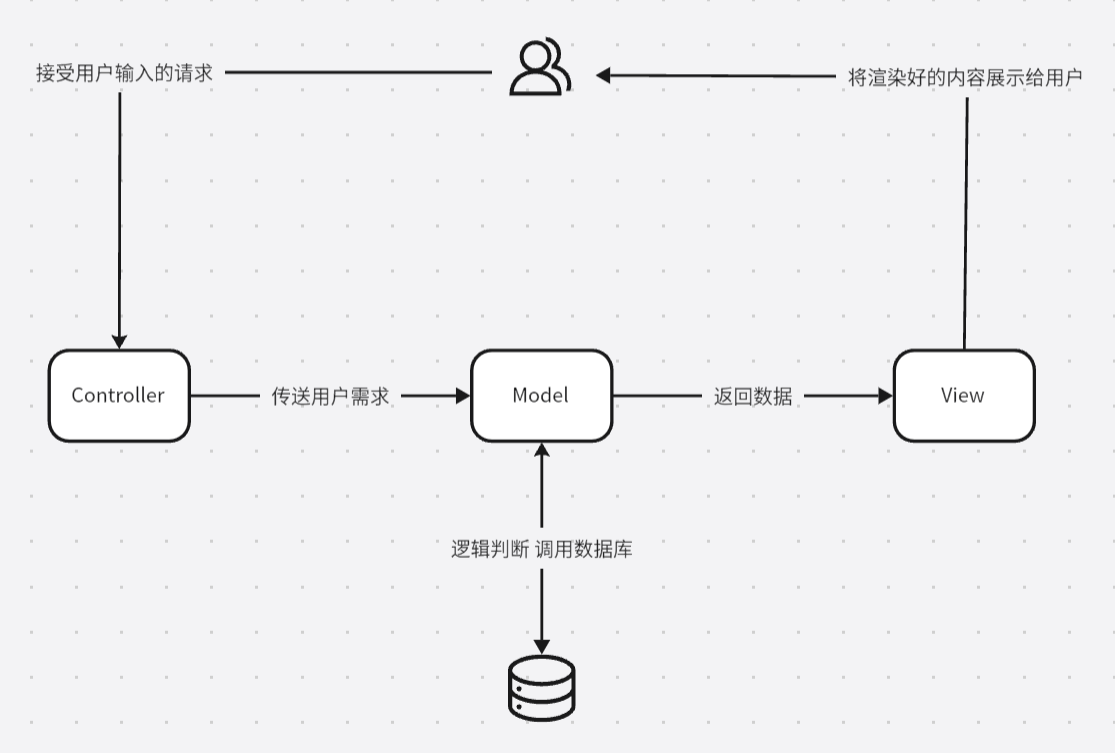 接受用户输入的请求
将渲染好的内容展示给用户
Controller
传送用户需求
Model
返回数据
View
逻辑判断 调用数据库